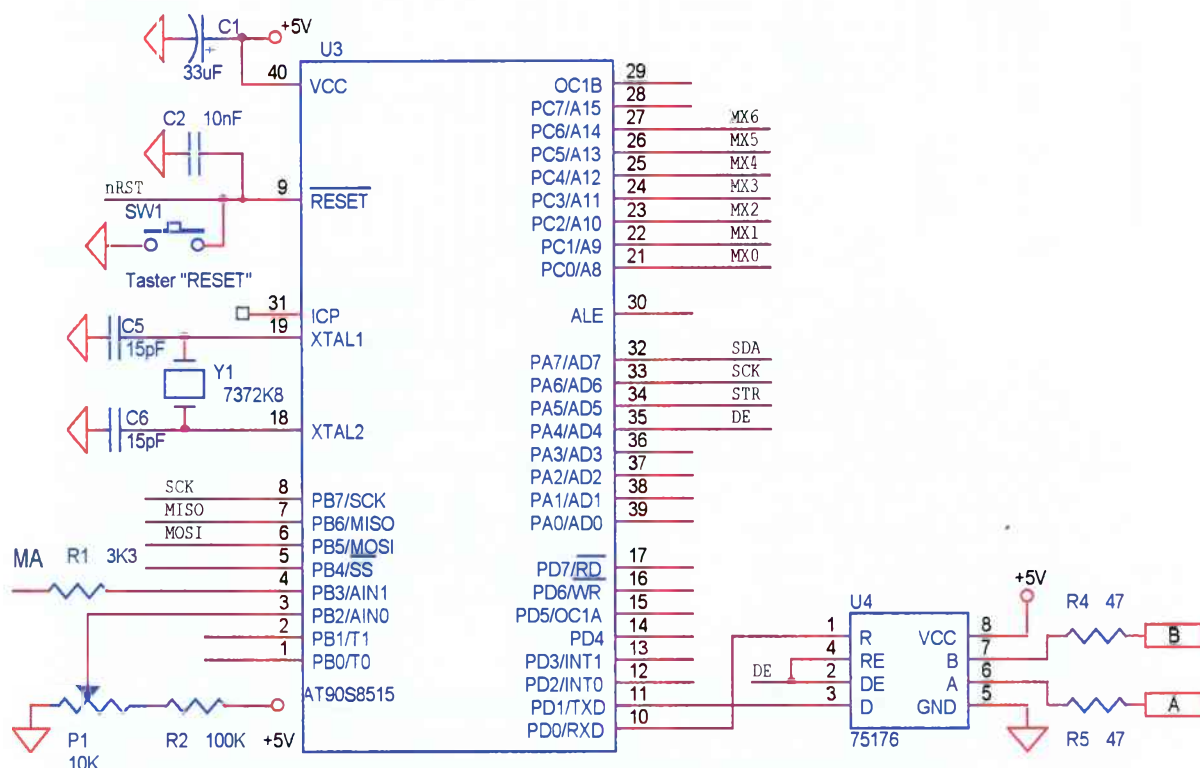 C1
+5V
33uF
U3
40
VCC
C2 10nF
nRST
9
RESET
SW1
Taster "RESET"
31
ICP
C5
15pF
19
XTAL1
Y1
7372K8
C6
15pF
18
XTAL2
SCK
8
PB7/SCK
MISO
7
PB6/MISO
MOSI
6
PB5/MOSI
5
PB4/SS
MA R1 3K3
4
PB3/AIN1
3
PB2/AIN0
2
PB1/T1
1
PB0/T0
AT90S8515
P1
10K
R2 100K
+5V
OC1B
29
PC7/A15
28
PC6/A14
27
MX6
PC5/A13
26
MX5
PC4/A12
25
MX4
PC3/A11
24
MX3
PC2/A10
23
MX2
PC1/A9
22
MX1
PC0/A8
21
MX0
ALE
30
PA7/AD7
32
SDA
PA6/AD6
33
SCK
PA5/AD5
34
STR
PA4/AD4
35
DE
PA3/AD3
36
PA2/AD2
37
PA1/AD1
38
PA0/AD0
39
PD7/RD
17
PD6/WR
16
PD5/OC1A
15
PD4
14
PD3/INT1
13
PD2/INT0
12
PD1/TXD
11
PD0/RXD
10
U4
1
R
4
RE
DE
2
DE
3
D
75176
VCC
8
+5V
B
7
R4 47
B
A
6
R5 47
A
GND
5